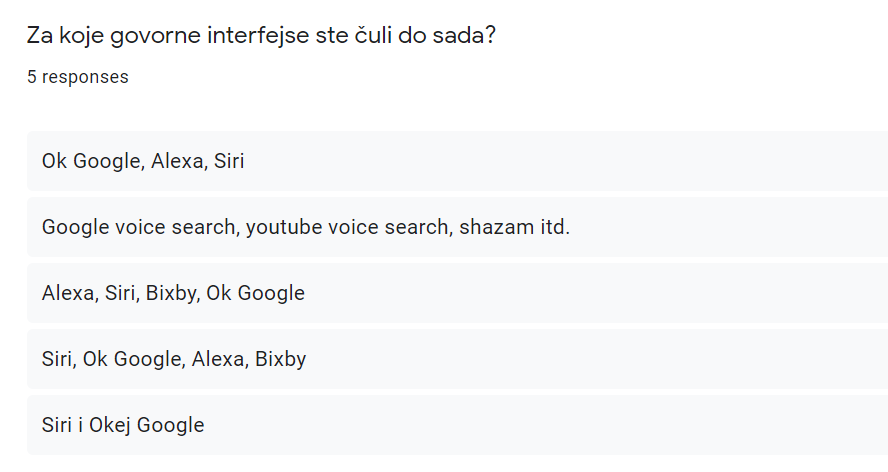 Za koje govorne interfejse ste čuli do sada?
5 responses
Ok Google, Alexa, Siri
Google voice search, youtube voice search, shazam itd.
Alexa, Siri, Bixby, Ok Google
Siri, Ok Google, Alexa, Bixby
Siri i Okej Google